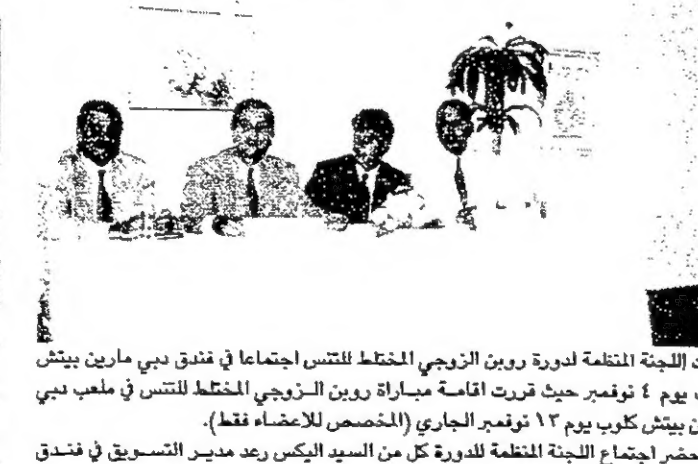 اللجنة المنظمة لدورة روبن الزوجي المختلط للتنس اجتماعا في فندق دبي مارين بيتش
يوم ٤ نوفمبر حيث قررت اقامة مباراة روبن الزوجي المختلط للتنس في ملعب دبي
بيتش كلوب يوم ١٣ نوفمبر الجاري (المخصص للاعضاء فقط).
حضر اجتماع اللجنة المنظمة للدورة كل من السيد اليكس رعد مدير التسويق في فندق